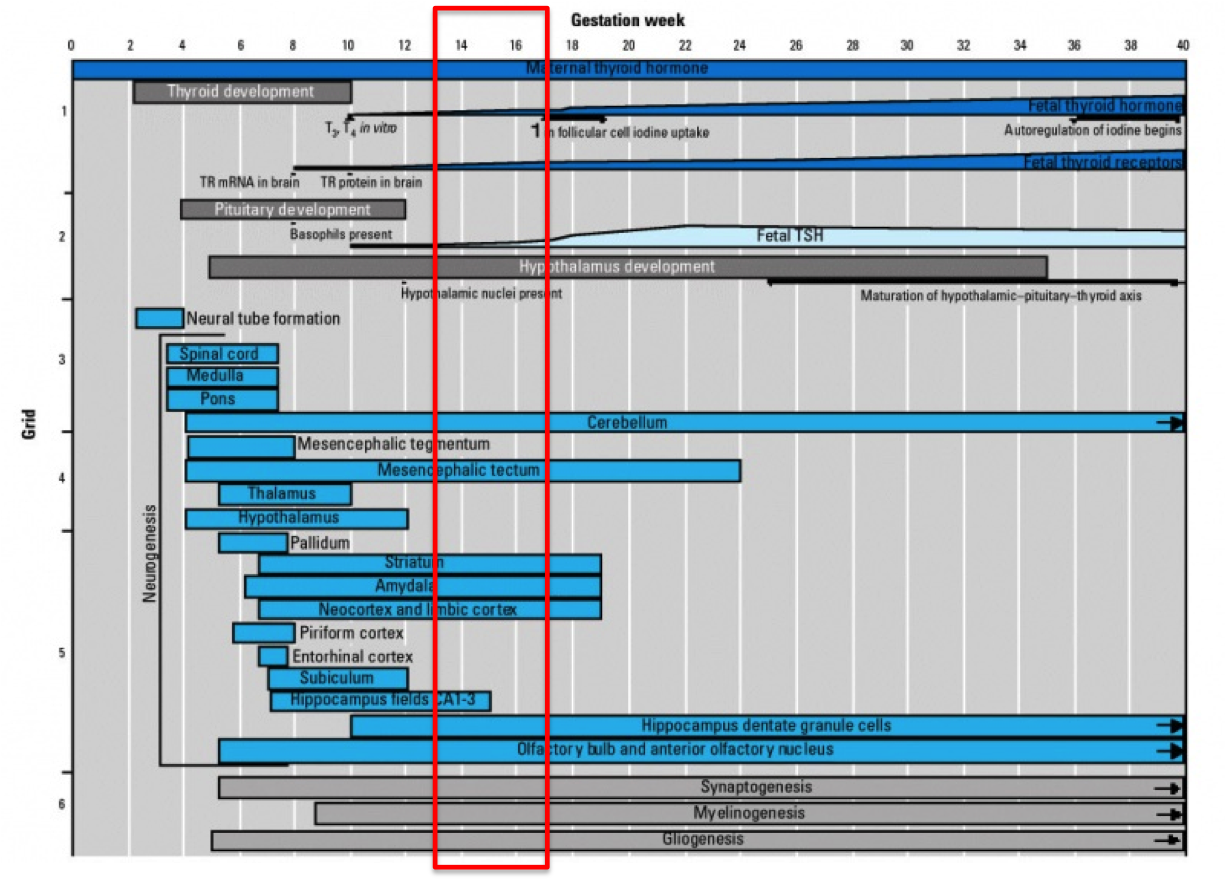 Gestation week
0 2 4 6 8 10 12 14 16 18 20 22 24 26 28 30 32 34 36 38 40
Maternal thyroid hormone
Thyroid development
1
Fetal thyroid hormone
T3, T4 in vitro
1 in follicular cell iodine uptake
Autoregulation of iodine begins
Fetal thyroid receptors
TR mRNA in brain
TR protein in brain
Pituitary development
2
Basophils present
Fetal TSH
Hypothalamus development
Hypothalamic nuclei present
Maturation of hypothalamic–pituitary–thyroid axis
Neural tube formation
3
Spinal cord
Medulla
Pons
Grid
Cerebellum
Mesencephalic tegmentum
4
Mesencephalic tectum
Thalamus
Hypothalamus
Neurogenesis
Pallidum
Striatum
Amydala
Neocortex and limbic cortex
Piriform cortex
5
Entorhinal cortex
Subiculum
Hippocampus fields CA1-3
Hippocampus dentate granule cells
Olfactory bulb and anterior olfactory nucleus
Synaptogenesis
6
Myelinogenesis
Gliogenesis